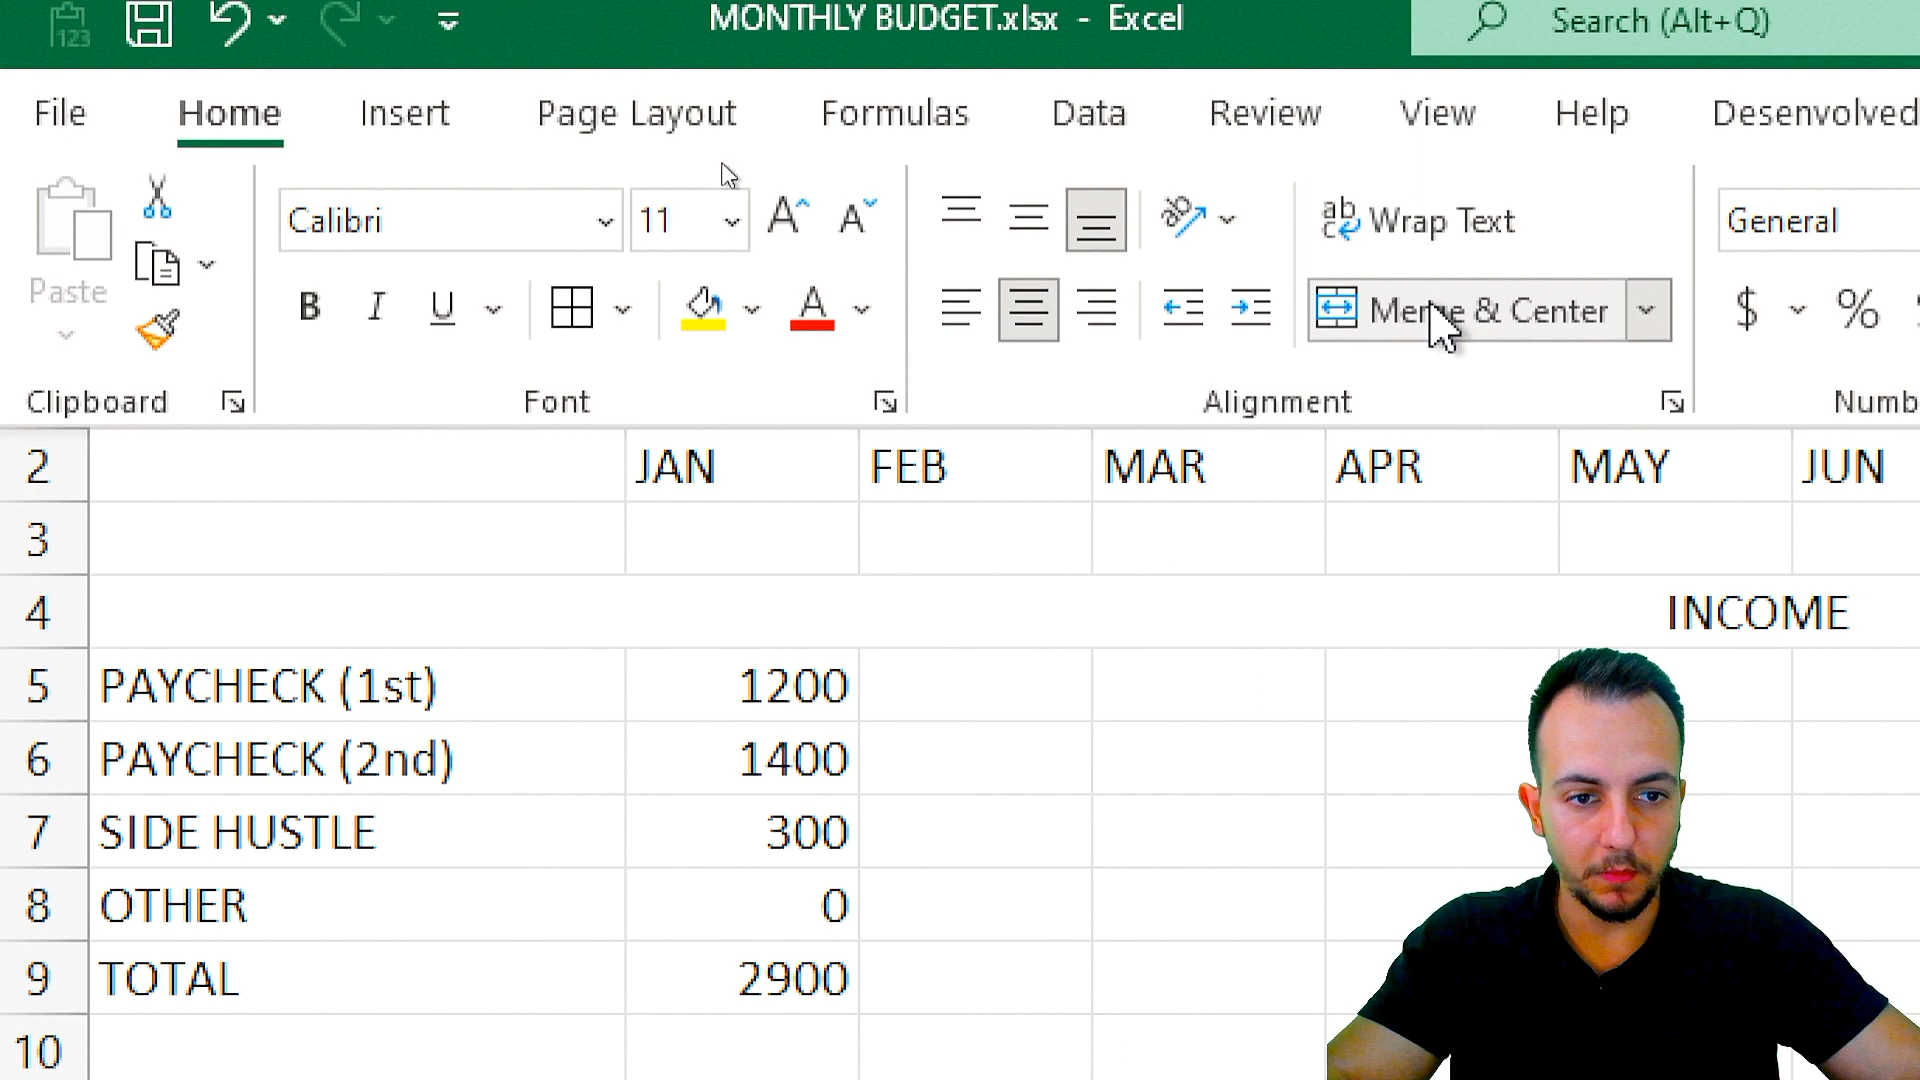 123
MONTHLY BUDGET.xlsx - Excel
Search (Alt+Q)
File Home Insert Page Layout Formulas Data Review View Help Desenvolved
Paste
Calibri
11
A A
ab
ab
c
Wrap Text
General
B I U
A
Merge & Center
$ %
Clipboard
Font
Alignment
Numb
2 JAN FEB MAR APR MAY JUN
3
4 INCOME
5 PAYCHECK (1st) 1200
6 PAYCHECK (2nd) 1400
7 SIDE HUSTLE 300
8 OTHER 0
9 TOTAL 2900
10